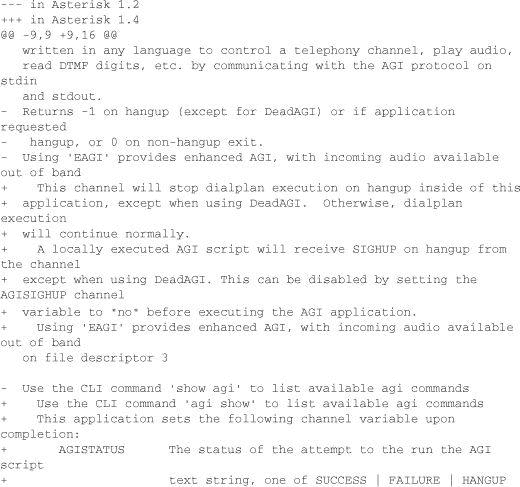 --- in Asterisk 1.2
+++ in Asterisk 1.4
@@ -9,9 +9,16 @@
written in any language to control a telephony channel, play audio,
read DTMF digits, etc. by communicating with the AGI protocol on
stdin
and stdout.
- Returns -1 on hangup (except for DeadAGI) or if application
requested
- hangup, or 0 on non-hangup exit.
- Using 'EAGI' provides enhanced AGI, with incoming audio available
out of band
+ This channel will stop dialplan execution on hangup inside of this
+ application, except when using DeadAGI. Otherwise, dialplan
execution
+ will continue normally.
+ A locally executed AGI script will receive SIGHUP on hangup from
the channel
+ except when using DeadAGI. This can be disabled by setting the
AGISIGHUP channel
+ variable to "no" before executing the AGI application.
+ Using 'EAGI' provides enhanced AGI, with incoming audio available
out of band
on file descriptor 3
- Use the CLI command 'show agi' to list available agi commands
+ Use the CLI command 'agi show' to list available agi commands
+ This application sets the following channel variable upon
completion:
+ AGISTATUS The status of the attempt to the run the AGI
script
+ text string, one of SUCCESS | FAILURE | HANGUP